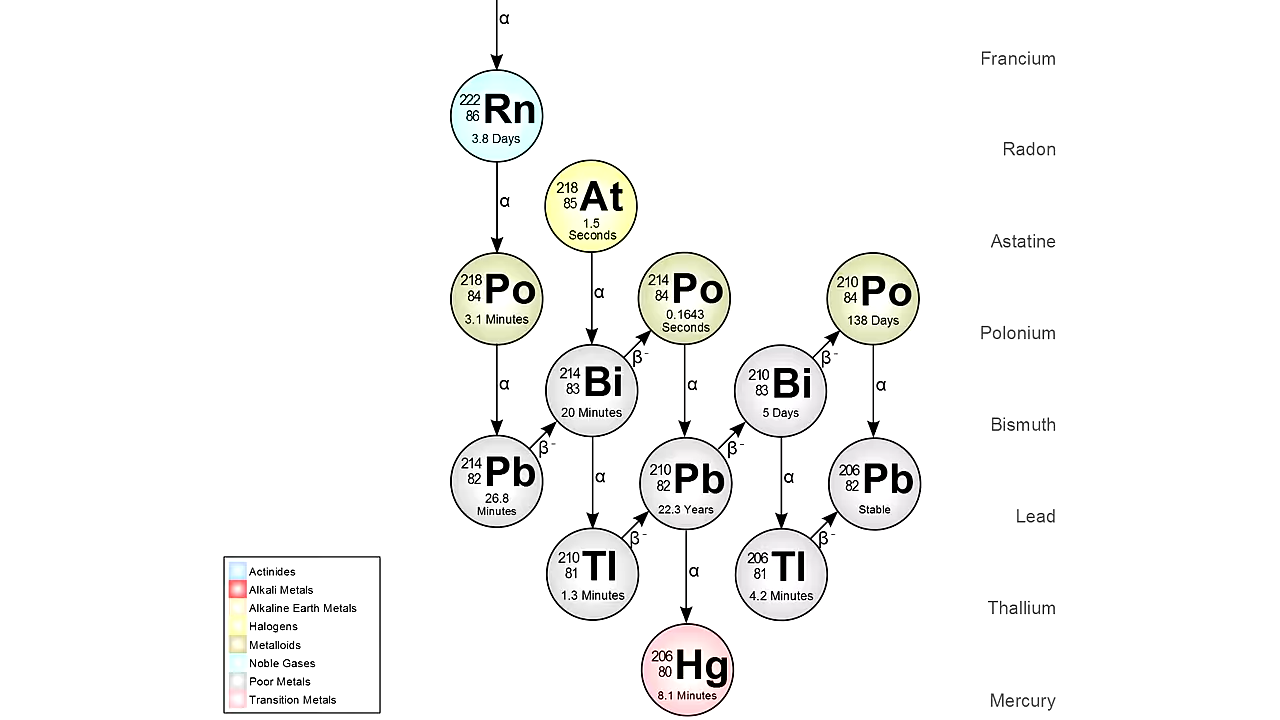 α
Francium
222
86
Rn
3.8 Days
Radon
α
218
85
At
1.5
Seconds
Astatine
218
84
Po
3.1 Minutes
α
214
84
Po
0.1643
Seconds
210
84
Po
138 Days
Polonium
α
214
83
Bi
20 Minutes
β-
α
210
83
Bi
5 Days
β-
α
Bismuth
214
82
Pb
26.8
Minutes
β-
α
210
82
Pb
22.3 Years
β-
α
206
82
Pb
Stable
Lead
210
81
Tl
1.3 Minutes
β-
α
206
81
Tl
4.2 Minutes
β-
Thallium
206
80
Hg
8.1 Minutes
Mercury
Actinides
Alkali Metals
Alkaline Earth Metals
Halogens
Metalloids
Noble Gases
Poor Metals
Transition Metals